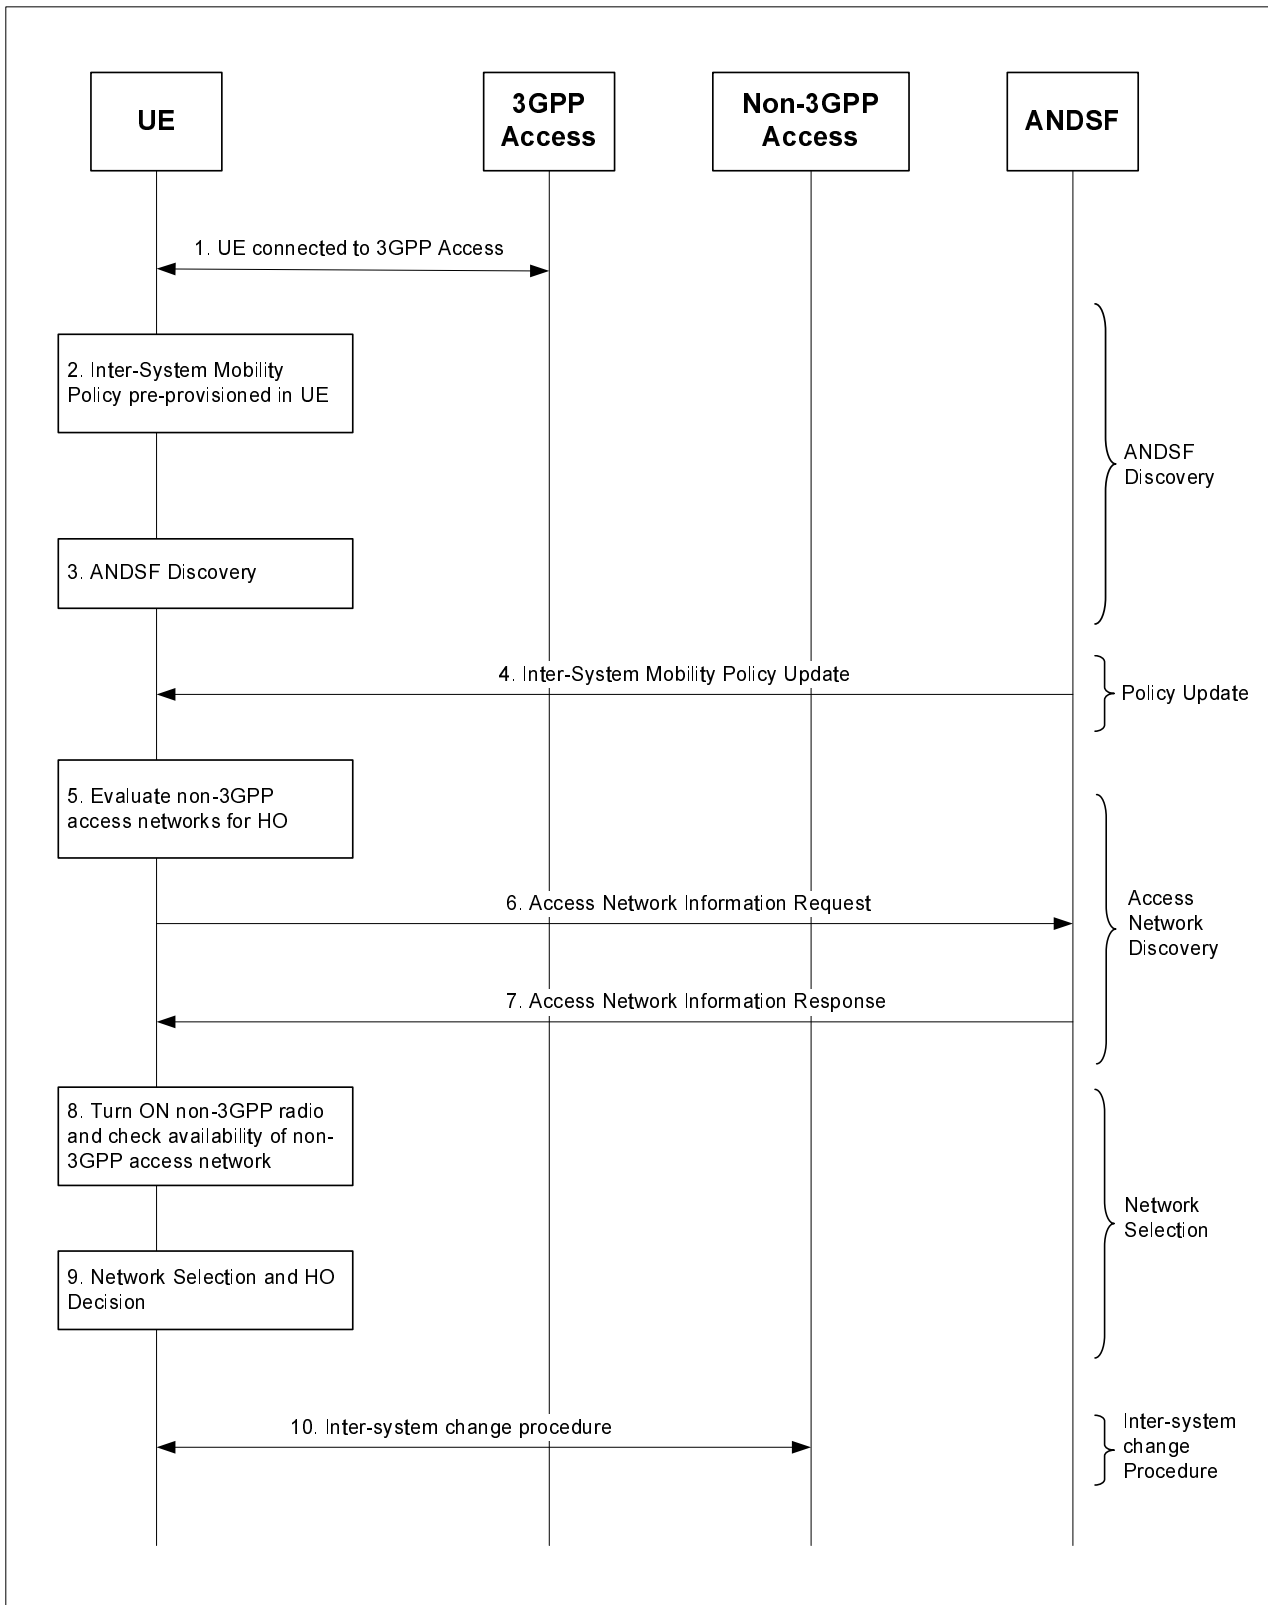 UE
3GPP
Access
Non-3GPP
Access
ANDSF
1. UE connected to 3GPP Access
2. Inter-System Mobility
Policy pre-provisioned in UE
ANDSF
Discovery
3. ANDSF Discovery
4. Inter-System Mobility Policy Update
Policy Update
5. Evaluate non-3GPP
access networks for HO
6. Access Network Information Request
Access
Network
Discovery
7. Access Network Information Response
8. Turn ON non-3GPP radio
and check availability of non-
3GPP access network
Network
Selection
9. Network Selection and HO
Decision
10. Inter-system change procedure
Inter-system
change
Procedure